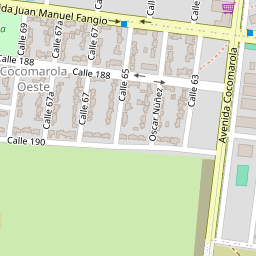 ida Juan Manuel Fangio
Calle 69
Calle 67a
Calle 67
Calle 65
Calle 63
Cocomarola
Oeste
Calle 188
Calle 188
Avenida Cocomarola
Calle 67a
Calle 67
Oscar Núñez
Calle 190